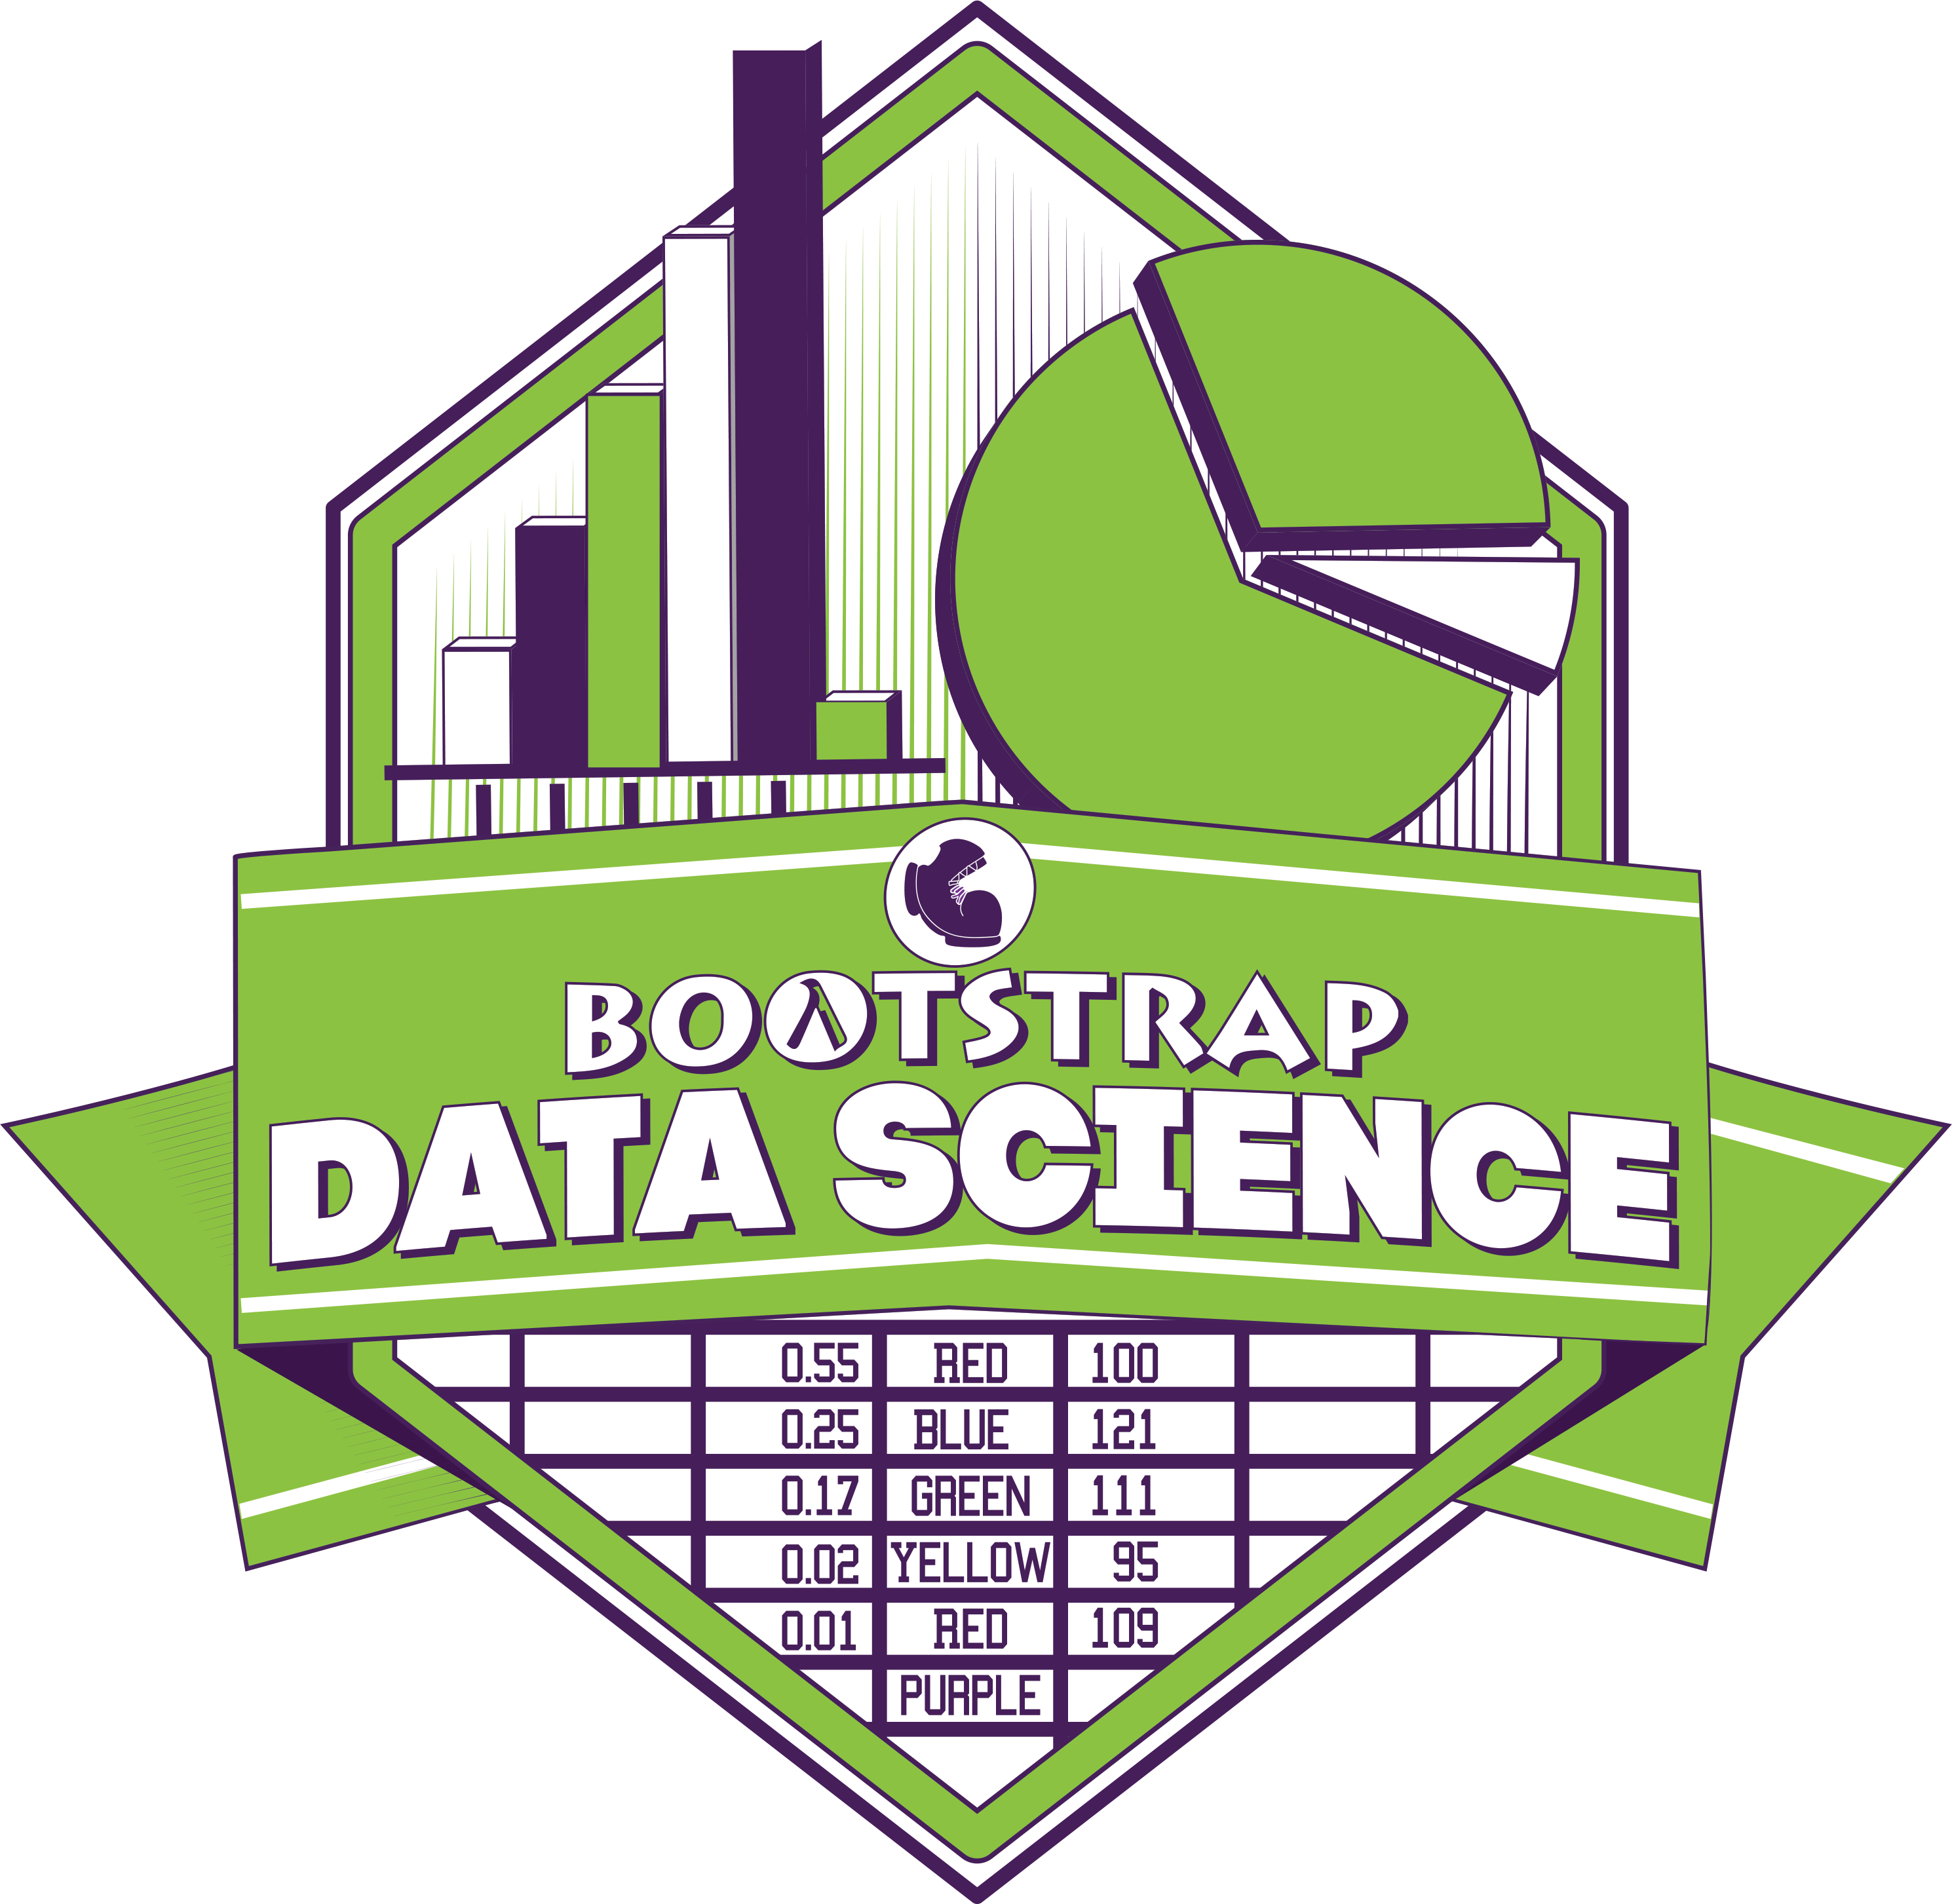 BOOTSTRAP
DATA SCIENCE
0.55 RED 100
0.25 BLUE 121
0.17 GREEN 111
0.02 YELLOW 95
0.01 RED 109
PURPLE